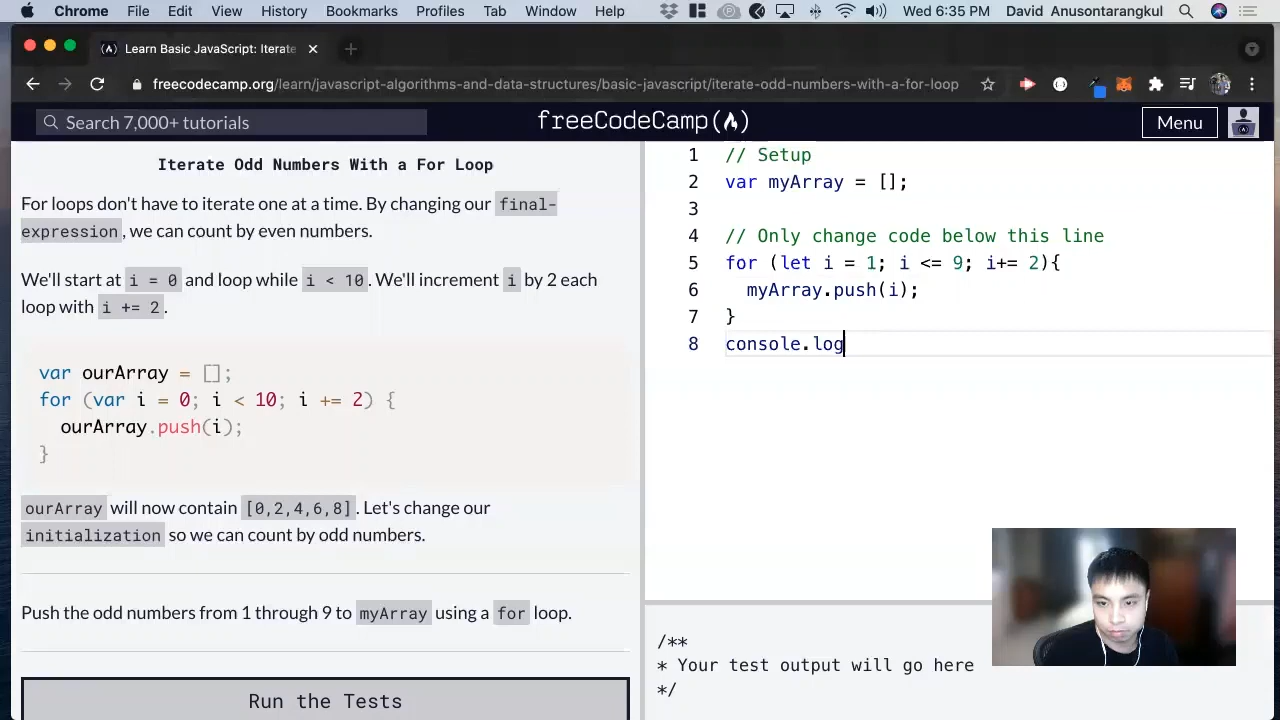 Chrome File Edit View History Bookmarks Profiles Tab Window Help Wed 6:35 PM David Anusontarangkul
Learn Basic JavaScript: Iterate
freecodecamp.org/learn/javascript-algorithms-and-data-structures/basic-javascript/iterate-odd-numbers-with-a-for-loop
Search 7,000+ tutorials
freeCodeCamp
Menu
Iterate Odd Numbers With a For Loop
For loops don't have to iterate one at a time. By changing our final-
expression, we can count by even numbers.
We'll start at i = 0 and loop while i < 10. We'll increment i by 2 each
loop with i += 2.
var ourArray = [];
for (var i = 0; i < 10; i += 2) {
ourArray.push(i);
}
ourArray will now contain [0,2,4,6,8]. Let's change our
initialization so we can count by odd numbers.
Push the odd numbers from 1 through 9 to myArray using a for loop.
Run the Tests
1 // Setup
2 var myArray = [];
3
4 // Only change code below this line
5 for (let i = 1; i <= 9; i+= 2){
6 myArray.push(i);
7 }
8 console.log
/**
* Your test output will go here
*/